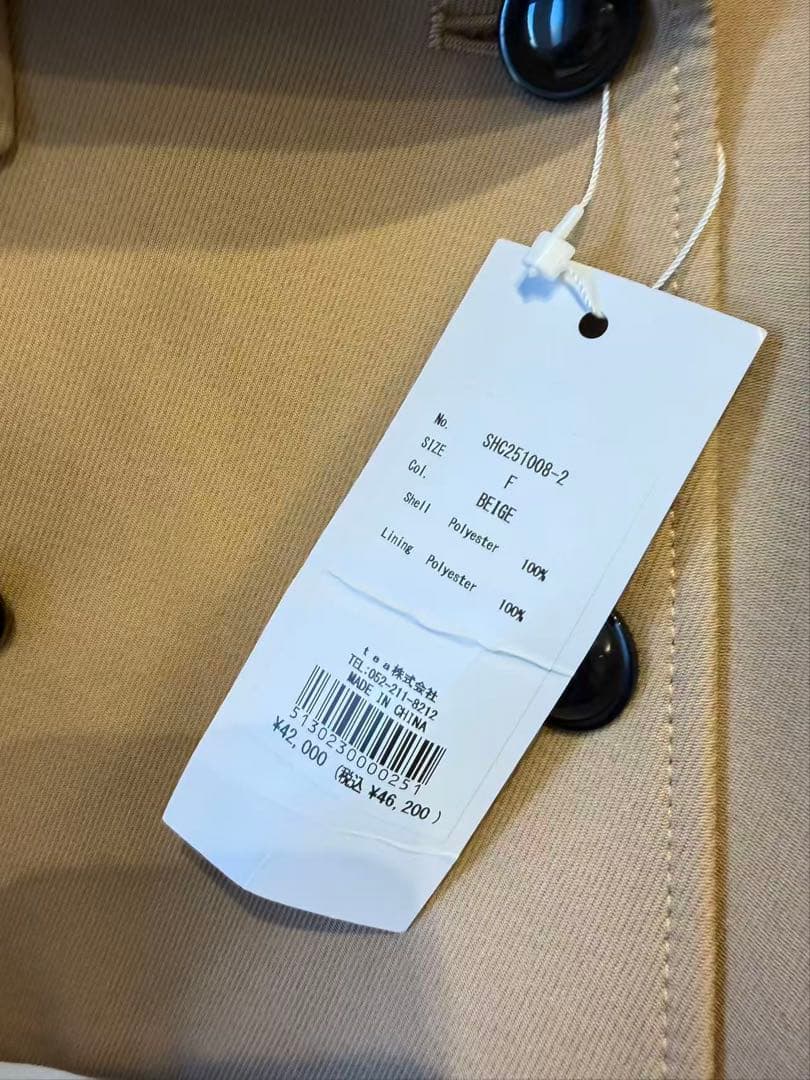 No. SHC251008-2
SIZE F
Col. BEIGE
Shell Polyester 100%
Lining Polyester 100%
tea株式会社
TEL:052-211-8212
MADE IN CHINA
5130230000251
¥42,000 (税込 ¥46,200)